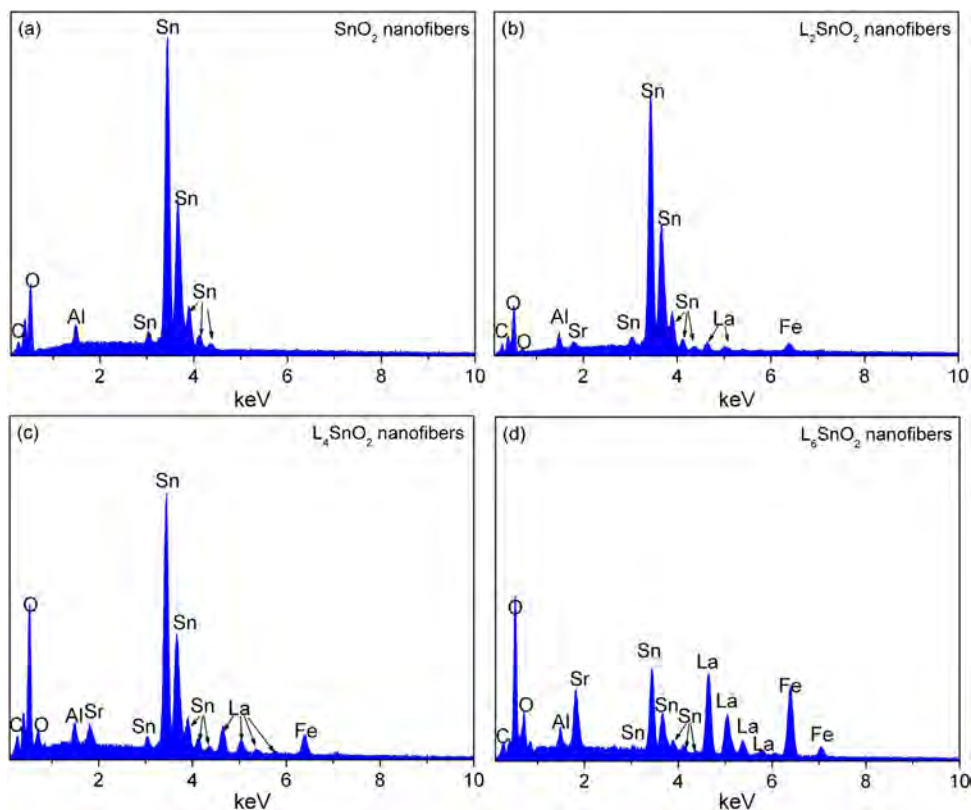 (a) SnO₂ nanofibers
Sn
Sn
Sn
O
Al
Sn
C
2 4 6 8 10
keV
(b) L₂SnO₂ nanofibers
Sn
Sn
O
Sn
Al
Sr
Sn
La
Fe
C
O
2 4 6 8 10
keV
(c) L₄SnO₂ nanofibers
Sn
O
Sn
Sn
La
Al
Sr
C
O
Sn
Fe
2 4 6 8 10
keV
(d) L₆SnO₂ nanofibers
O
Sn
La
Sr
Fe
O
Sn
La
Al
Sn
Sn
La
La
C
Fe
2 4 6 8 10
keV